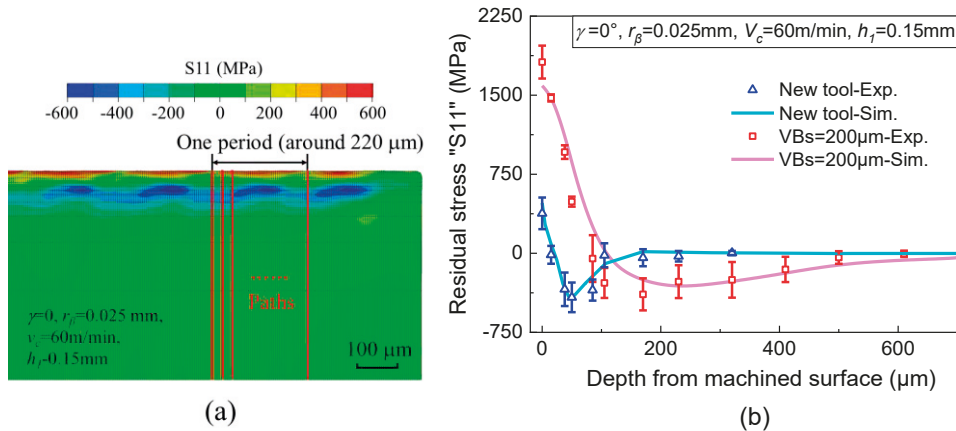 S11 (MPa)
-600 -400 -200 0 200 400 600
One period (around 220 μm)
Paths
γ=0, rβ=0.025 mm,
vc=60m/min,
h1-0.15mm
100 μm
(a)
2250
1500
750
0
-750
Residual stress "S11" (MPa)
γ=0°, rβ=0.025mm, Vc=60m/min, h1=0.15mm
New tool-Exp.
New tool-Sim.
VBs=200μm-Exp.
VBs=200μm-Sim.
0 200 400 600
Depth from machined surface (μm)
(b)